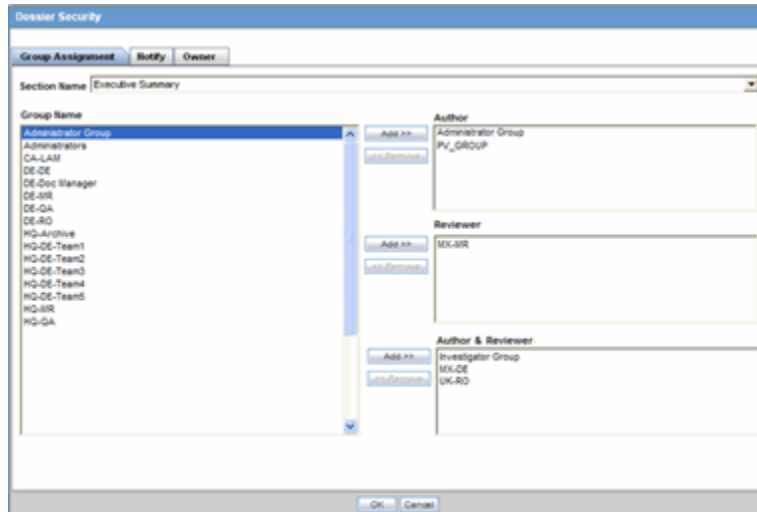 Dossier Security
Group Assignment Notify Owner
Section Name Executive Summary
Group Name
Administrator Group
Administrators
CA-LAM
DE-DE
DE-Doc Manager
DE-MR
DE-QA
DE-RO
HQ-Archive
HQ-DE-Team1
HQ-DE-Team2
HQ-DE-Team3
HQ-DE-Team4
HQ-DE-Team5
HQ-MR
HQ-QA
Add >>
<< Remove
Author
Administrator Group
PV_GROUP
Add >>
<< Remove
Reviewer
MX-MR
Add >>
<< Remove
Author & Reviewer
Investigator Group
MX-DE
UK-RO
OK Cancel